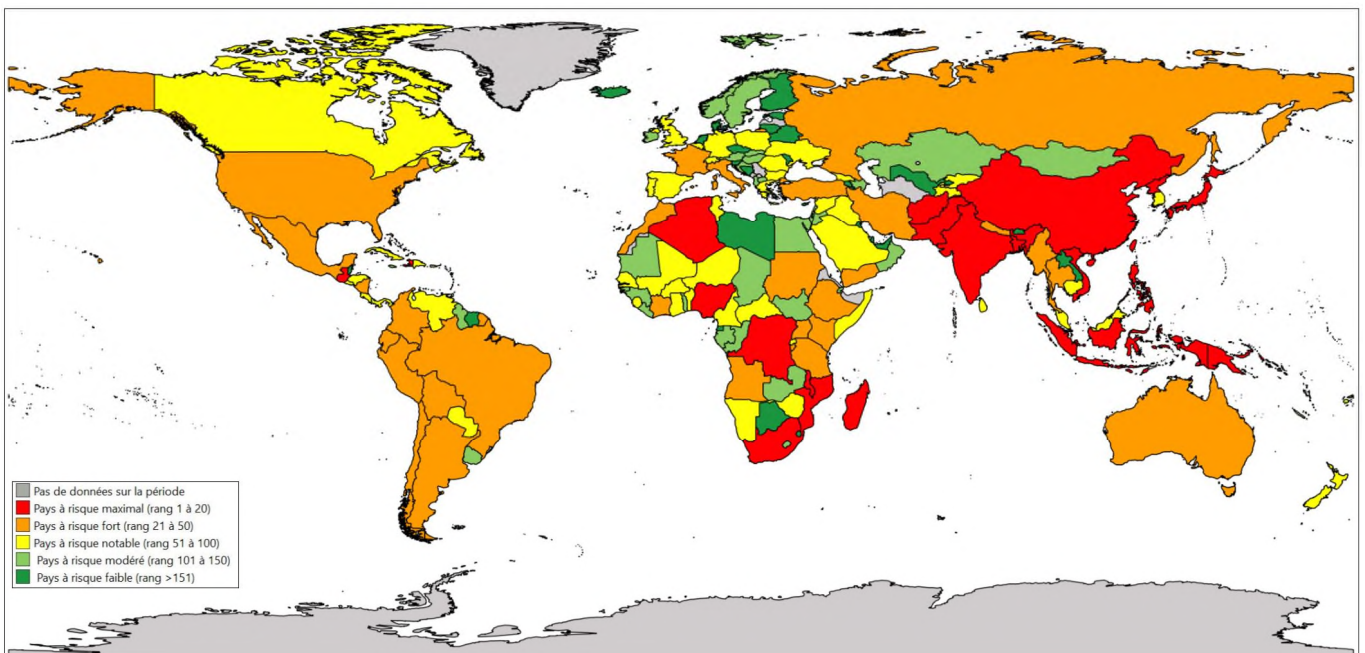 Pas de données sur la période
Pays à risque maximal (rang 1 à 20)
Pays à risque fort (rang 21 à 50)
Pays à risque notable (rang 51 à 100)
Pays à risque modéré (rang 101 à 150)
Pays à risque faible (rang >151)